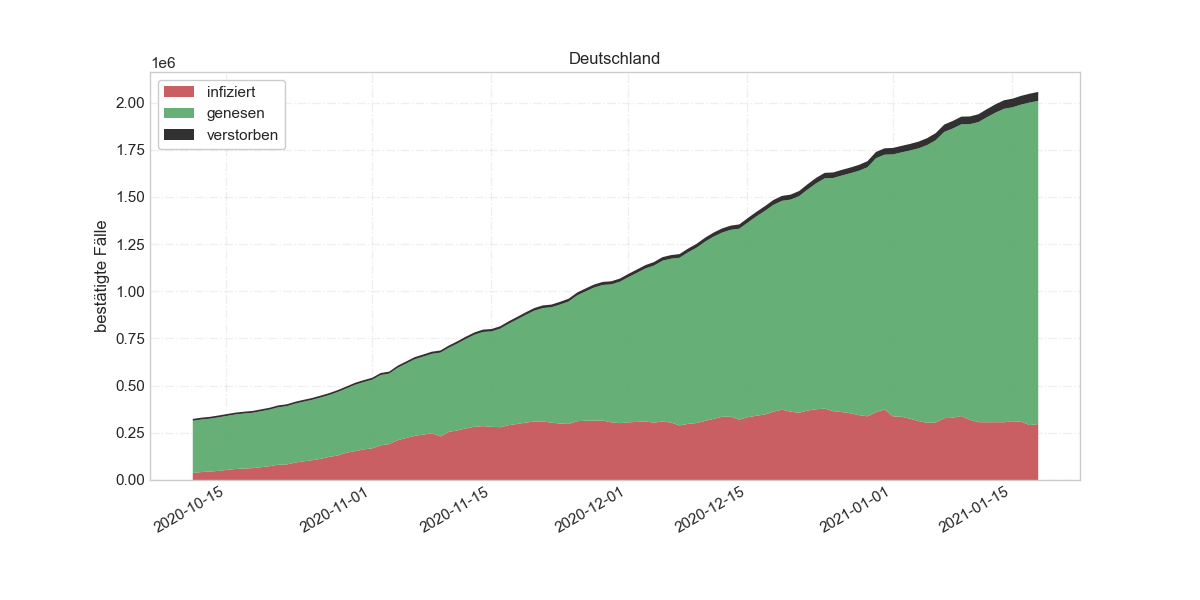 Deutschland
1e6
infiziert
genesen
verstorben
bestätigte Fälle
2.00
1.75
1.50
1.25
1.00
0.75
0.50
0.25
0.00
2020-10-15
2020-11-01
2020-11-15
2020-12-01
2020-12-15
2021-01-01
2021-01-15